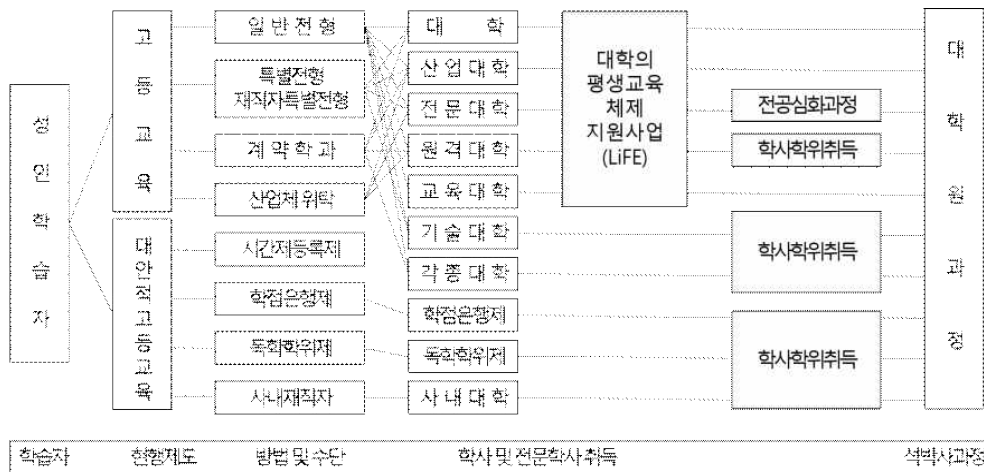 성인학습자
고등교육
대안적고등교육
일반전형
특별전형
재직자특별전형
계약학과
산업체위탁
시간제등록제
학점은행제
독학학위제
사내재직자
대 학
산업대학
전문대학
원격대학
교육대학
기술대학
각종대학
학점은행제
독학학위제
사내대학
대학의
평생교육
체제
지원사업
(LiFE)
전공심화과정
학사학위취득
학사학위취득
학사학위취득
대학원과정
학습자
현행제도
방법 및 수단
학사 및 전문학사 취득
석박사과정